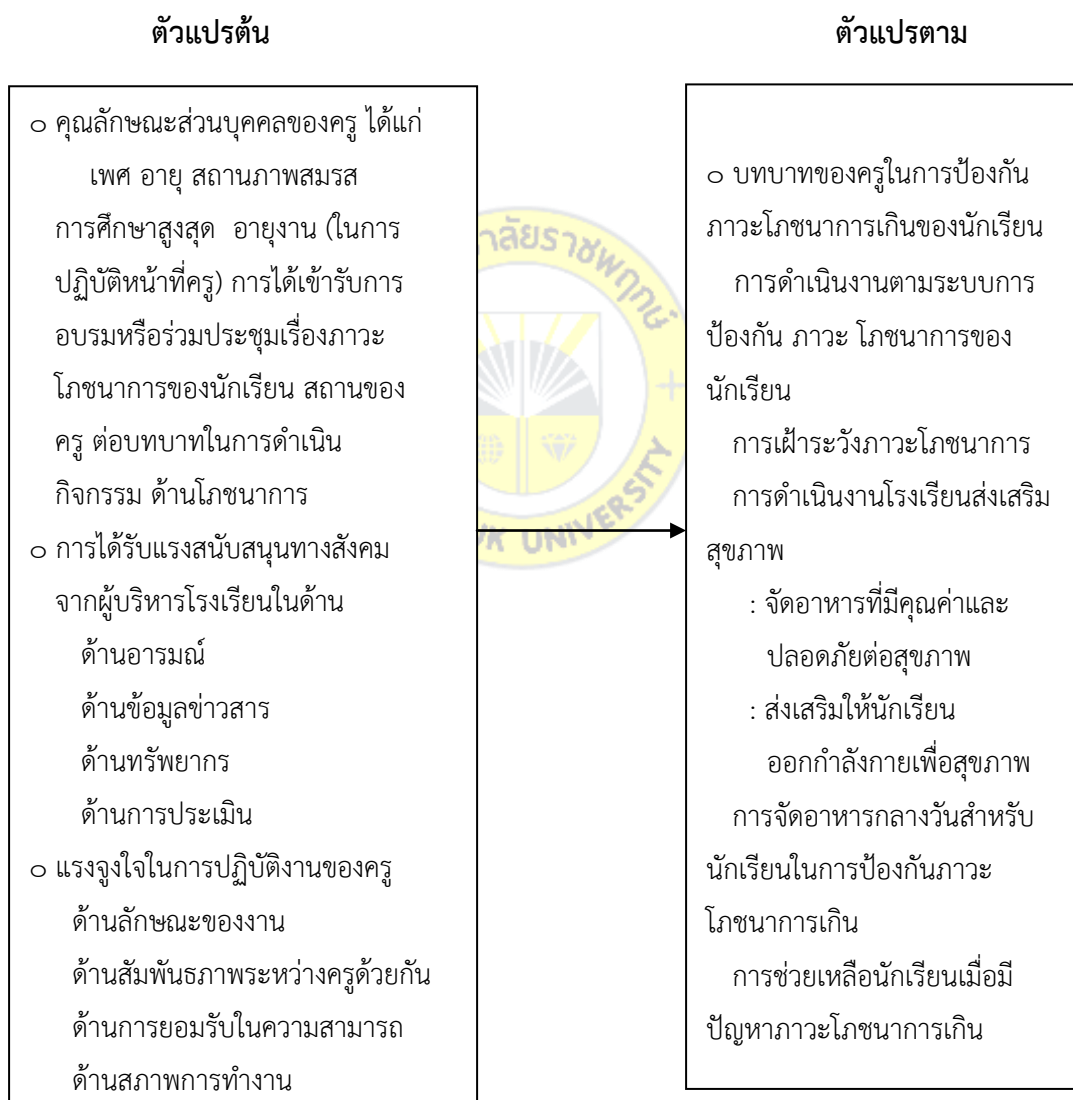 ตัวแปรต้น
ตัวแปรตาม
o คุณลักษณะส่วนบุคคลของครู ได้แก่
เพศ อายุ สถานภาพสมรส
การศึกษาสูงสุด อายุงาน (ในการ
ปฏิบัติหน้าที่ครู) การได้เข้ารับการ
อบรมหรือร่วมประชุมเรื่องภาวะ
โภชนาการของนักเรียน สถานของ
ครู ต่อบทบาทในการดำเนิน
กิจกรรม ด้านโภชนาการ
o การได้รับแรงสนับสนุนทางสังคม
จากผู้บริหารโรงเรียนในด้าน
ด้านอารมณ์
ด้านข้อมูลข่าวสาร
ด้านทรัพยากร
ด้านการประเมิน
o แรงจูงใจในการปฏิบัติงานของครู
ด้านลักษณะของงาน
ด้านสัมพันธภาพระหว่างครูด้วยกัน
ด้านการยอมรับในความสามารถ
ด้านสภาพการทำงาน
o บทบาทของครูในการป้องกัน
ภาวะโภชนาการเกินของนักเรียน
การดำเนินงานตามระบบการ
ป้องกัน ภาวะ โภชนาการของ
นักเรียน
การเฝ้าระวังภาวะโภชนาการ
การดำเนินงานโรงเรียนส่งเสริม
สุขภาพ
: จัดอาหารที่มีคุณค่าและ
ปลอดภัยต่อสุขภาพ
: ส่งเสริมให้นักเรียน
ออกกำลังกายเพื่อสุขภาพ
การจัดอาหารกลางวันสำหรับ
นักเรียนในการป้องกันภาวะ
โภชนาการเกิน
การช่วยเหลือนักเรียนเมื่อมี
ปัญหาภาวะโภชนาการเกิน
าลัยราชพฤกษ์
UK UNIVERSITY